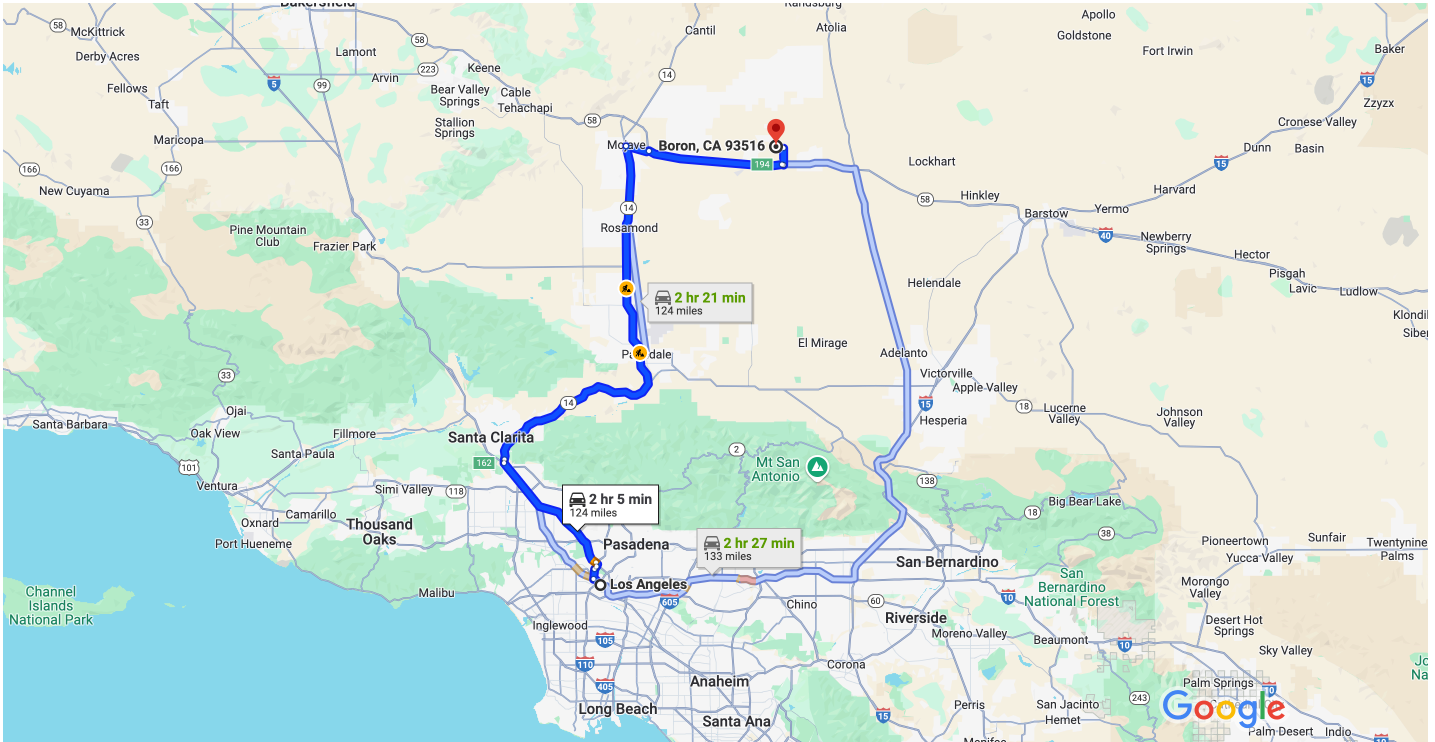 Bakersfield
Randsburg
Apollo
58
McKittrick
Cantil
Atolia
Goldstone
58
Lamont
Fort Irwin
Baker
Derby Acres
Keene
223
14
15
5
99
Arvin
Fellows
Bear Valley
Springs
Cable
Zzyzx
Taft
Tehachapi
58
Cronese Valley
Stallion
Springs
Maricopa
Boron, CA 93516
Dunn
Basin
194
Lockhart
15
166
166
New Cuyama
Hinkley
Harvard
58
14
Barstow
Yermo
33
Rosamond
Pine Mountain
Club
40
Newberry
Springs
Frazier Park
Hector
Pisgah
Helendale
Lavic
Ludlow
2 hr 21 min
124 miles
El Mirage
Adelanto
33
Victorville
Apple Valley
14
15
18
Ojai
Lucerne
Valley
Johnson
Valley
Hesperia
Santa Barbara
Oak View
Fillmore
Santa Clarita
2
Santa Paula
162
Mt San
Antonio
101
138
Ventura
Simi Valley
118
2 hr 5 min
124 miles
Big Bear Lake
18
Camarillo
Oxnard
Thousand
Oaks
38
Port Hueneme
Pasadena
2 hr 27 min
133 miles
Pioneertown
Sunfair
Twentynine
Palms
Yucca Valley
San Bernardino
Los Angeles
San
Bernardino
National Forest
Morongo
Valley
Malibu
Channel
Islands
National Park
605
Chino
60
10
Riverside
Inglewood
Desert Hot
Springs
105
Moreno Valley
Beaumont
10
Sky Valley
110
Corona
Anaheim
405
Palm Springs
10
243
Long Beach
Perris
San Jacinto
Google
15
Santa Ana
Hemet
Palm Desert
Indio